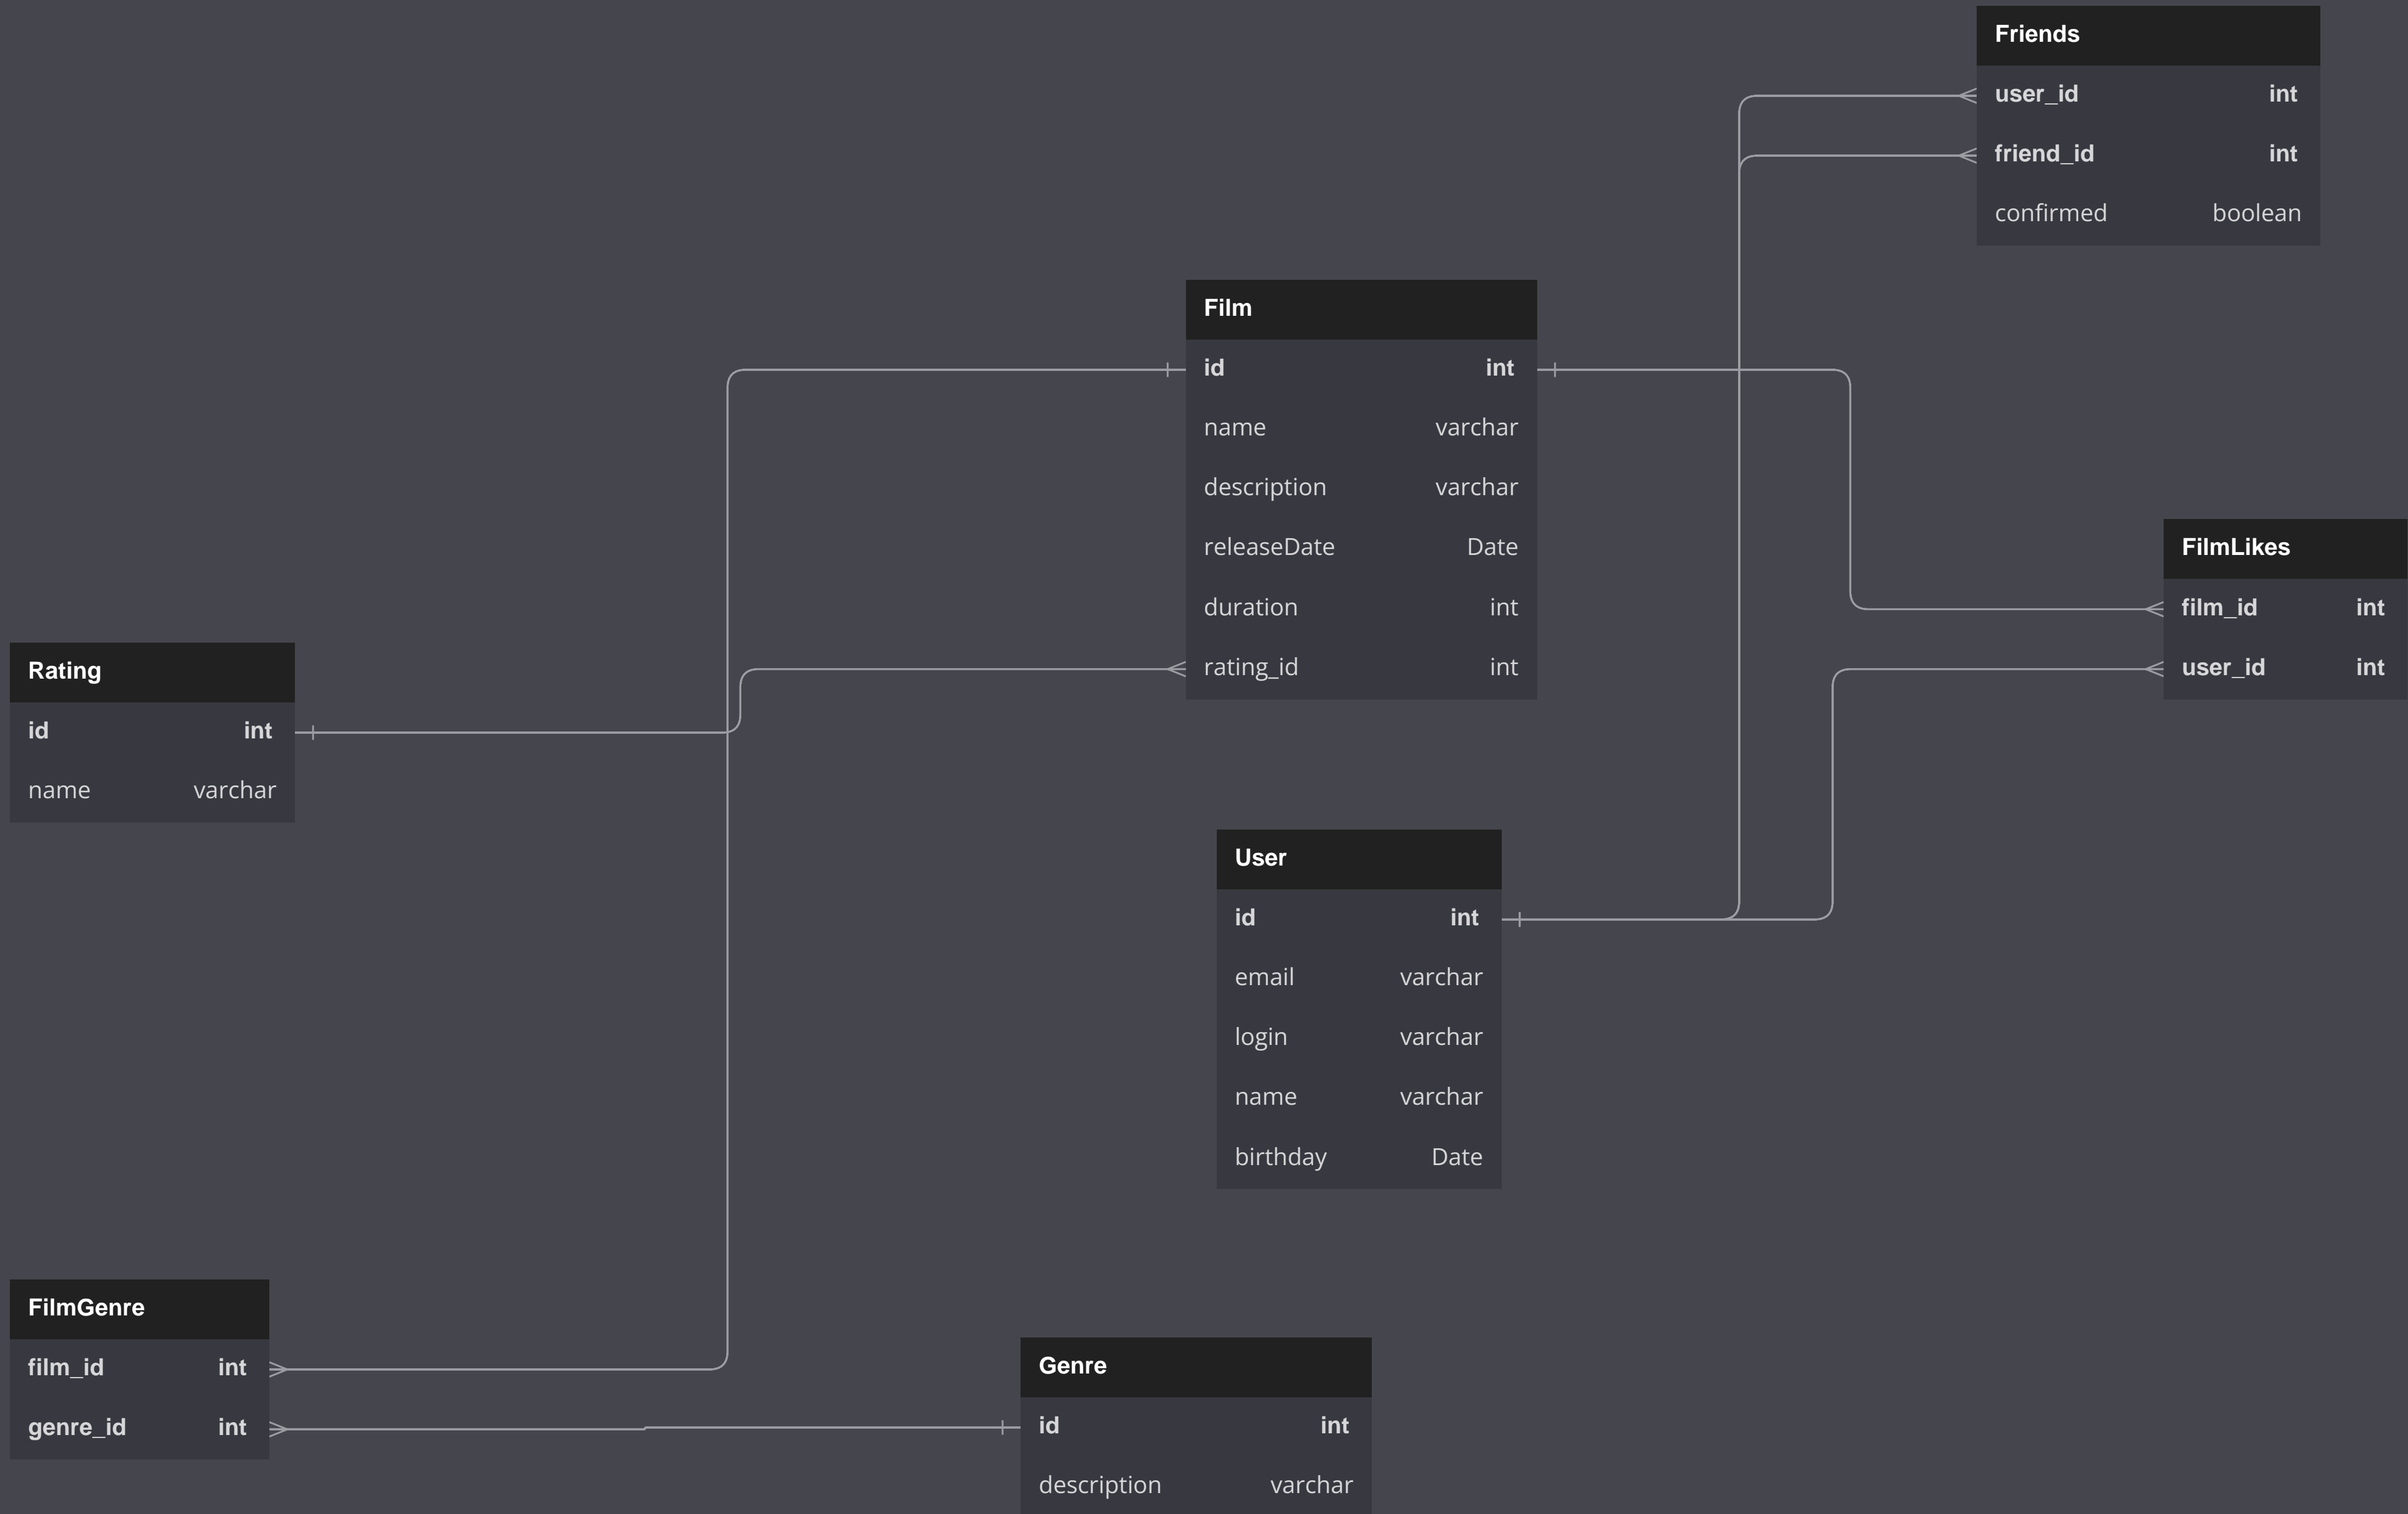 Friends
user_id int
friend_id int
confirmed boolean
Film
id int
name varchar
description varchar
releaseDate Date
duration int
rating_id int
FilmLikes
film_id int
user_id int
Rating
id int
name varchar
User
id int
email varchar
login varchar
name varchar
birthday Date
FilmGenre
film_id int
genre_id int
Genre
id int
description varchar